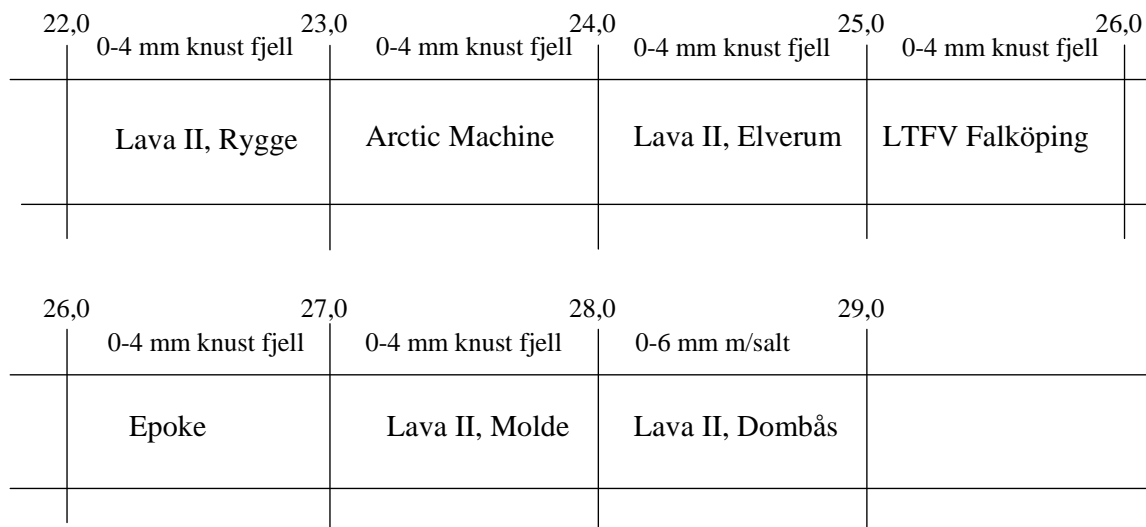 22,0 23,0 24,0 25,0 26,0
0-4 mm knust fjell 0-4 mm knust fjell 0-4 mm knust fjell 0-4 mm knust fjell
Lava II, Rygge Arctic Machine Lava II, Elverum LTFV Falköping
26,0 27,0 28,0 29,0
0-4 mm knust fjell 0-4 mm knust fjell 0-6 mm m/salt
Epoke Lava II, Molde Lava II, Dombås